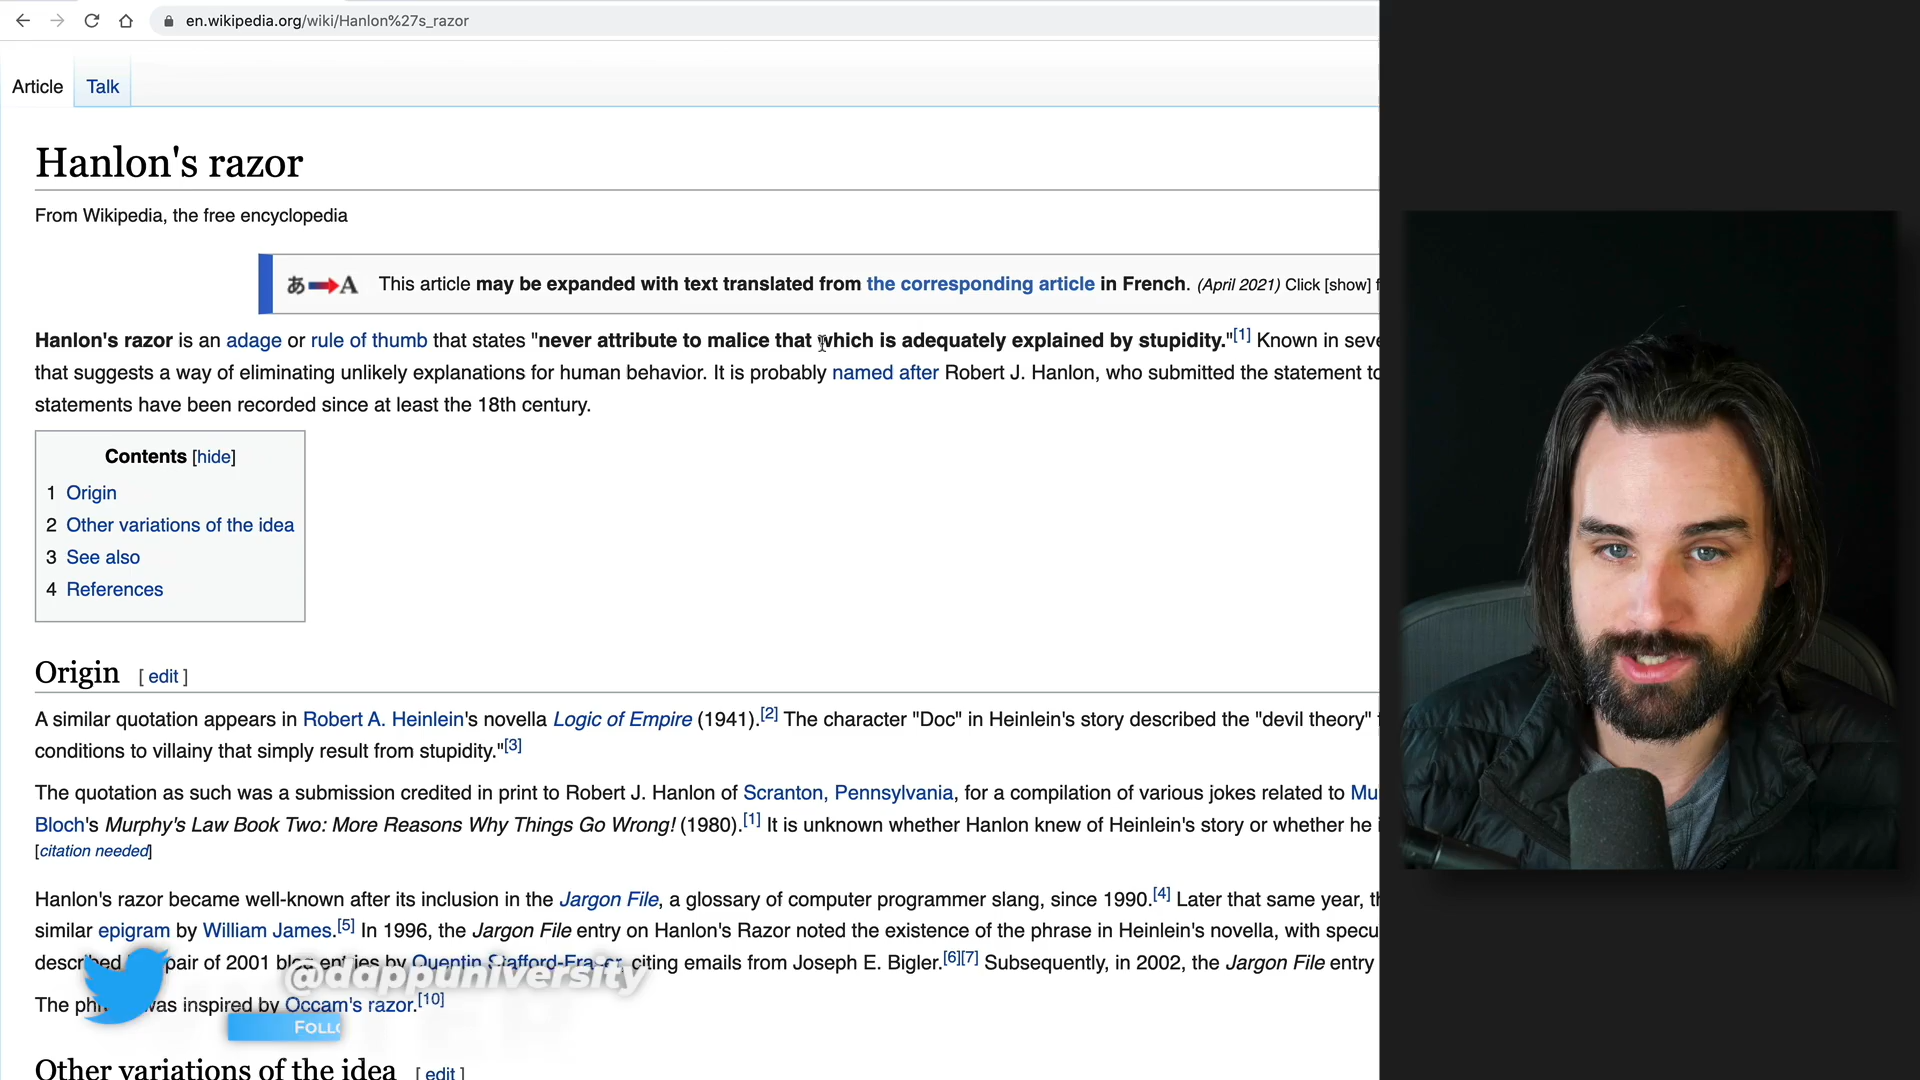 en.wikipedia.org/wiki/Hanlon%27s_razor
Article Talk
Hanlon's razor
From Wikipedia, the free encyclopedia
あ A This article may be expanded with text translated from the corresponding article in French. (April 2021) Click [show] f
Hanlon's razor is an adage or rule of thumb that states "never attribute to malice that which is adequately explained by stupidity."[1] Known in seve
that suggests a way of eliminating unlikely explanations for human behavior. It is probably named after Robert J. Hanlon, who submitted the statement to
statements have been recorded since at least the 18th century.
Contents [hide]
1 Origin
2 Other variations of the idea
3 See also
4 References
Origin [ edit ]
A similar quotation appears in Robert A. Heinlein's novella Logic of Empire (1941).[2] The character "Doc" in Heinlein's story described the "devil theory"
conditions to villainy that simply result from stupidity."[3]
The quotation as such was a submission credited in print to Robert J. Hanlon of Scranton, Pennsylvania, for a compilation of various jokes related to Mu
Bloch's Murphy's Law Book Two: More Reasons Why Things Go Wrong! (1980).[1] It is unknown whether Hanlon knew of Heinlein's story or whether he
[citation needed]
Hanlon's razor became well-known after its inclusion in the Jargon File, a glossary of computer programmer slang, since 1990.[4] Later that same year, th
similar epigram by William James.[5] In 1996, the Jargon File entry on Hanlon's Razor noted the existence of the phrase in Heinlein's novella, with specu
described pair of 2001 blog entries by Quentin Stafford-Fraser, citing emails from Joseph E. Bigler.[6][7] Subsequently, in 2002, the Jargon File entry
@dappuniversity
The was inspired by Occam's razor.[10]
FOLLO
Other variations of the idea [ edit ]